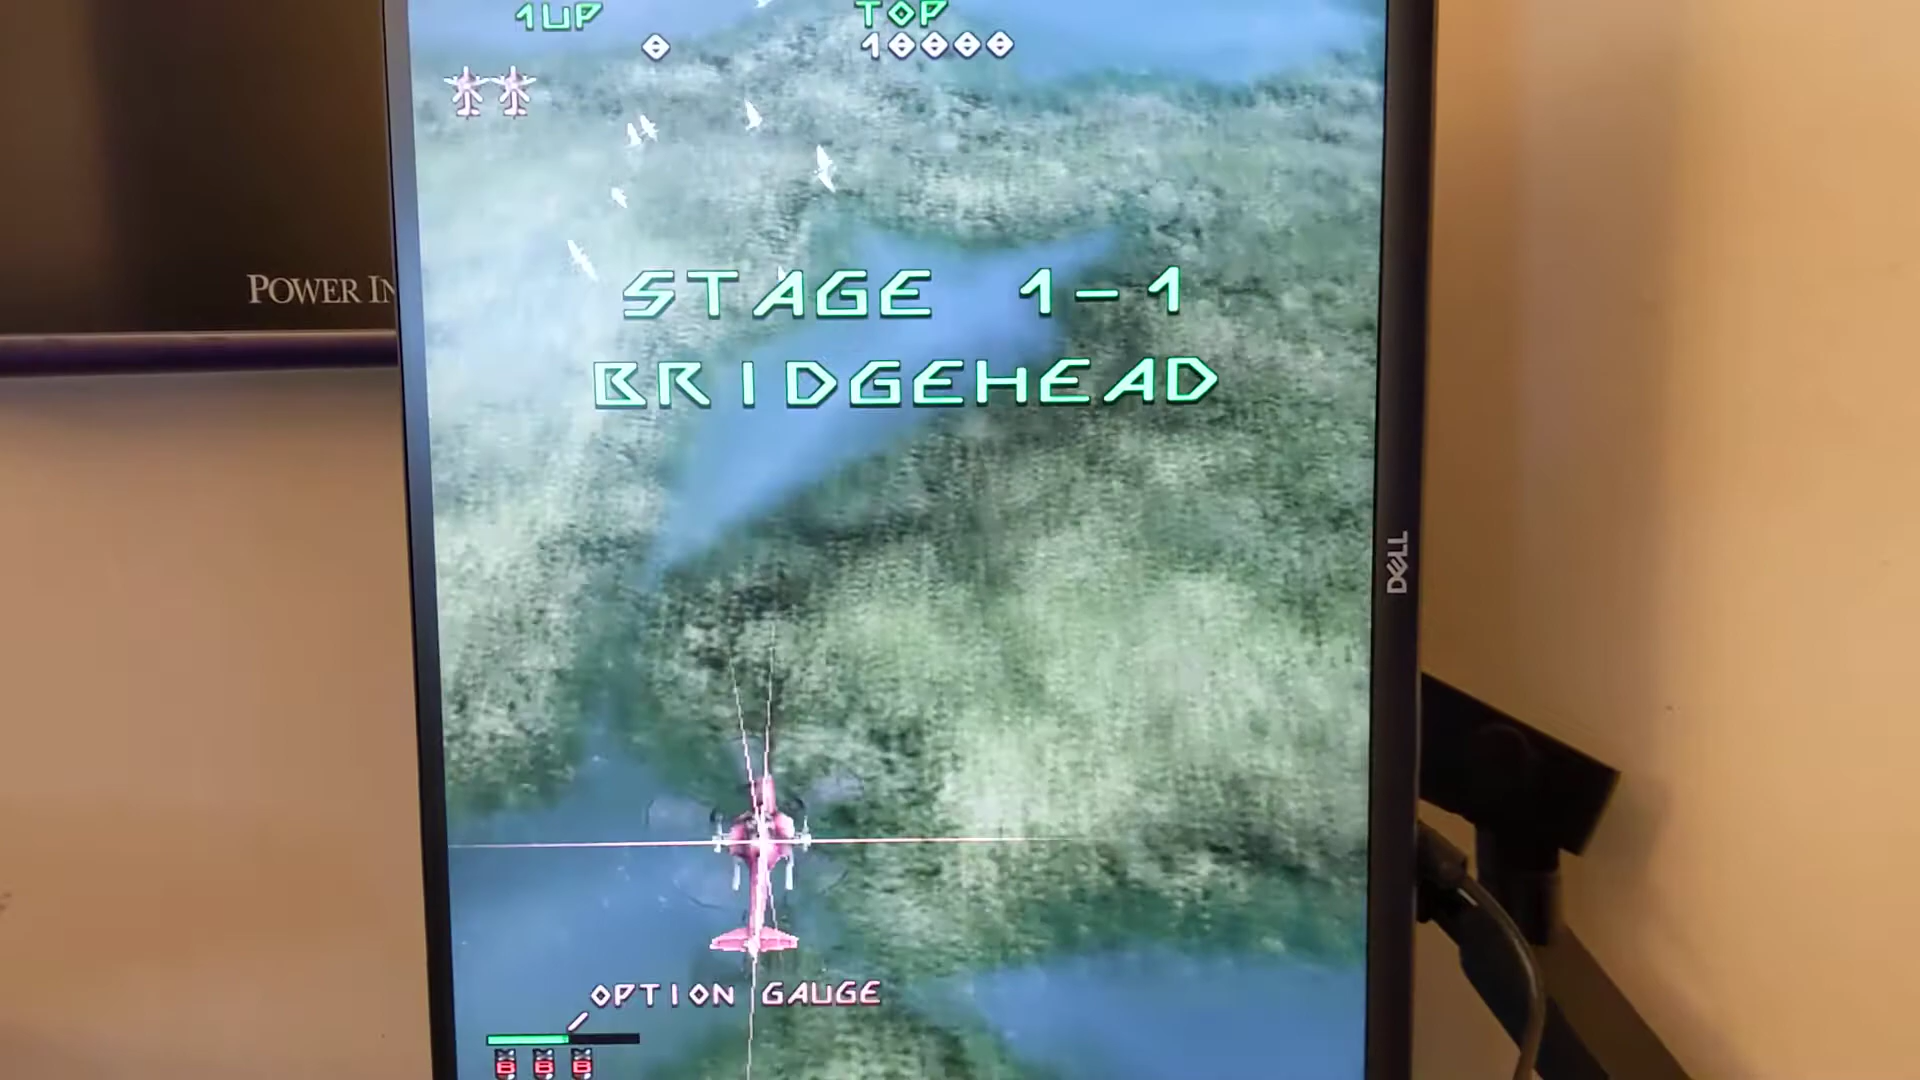 1UP
TOP
0
10000
POWER IN
STAGE 1-1
BRIDGEHEAD
DELL
OPTION GAUGE
B B B